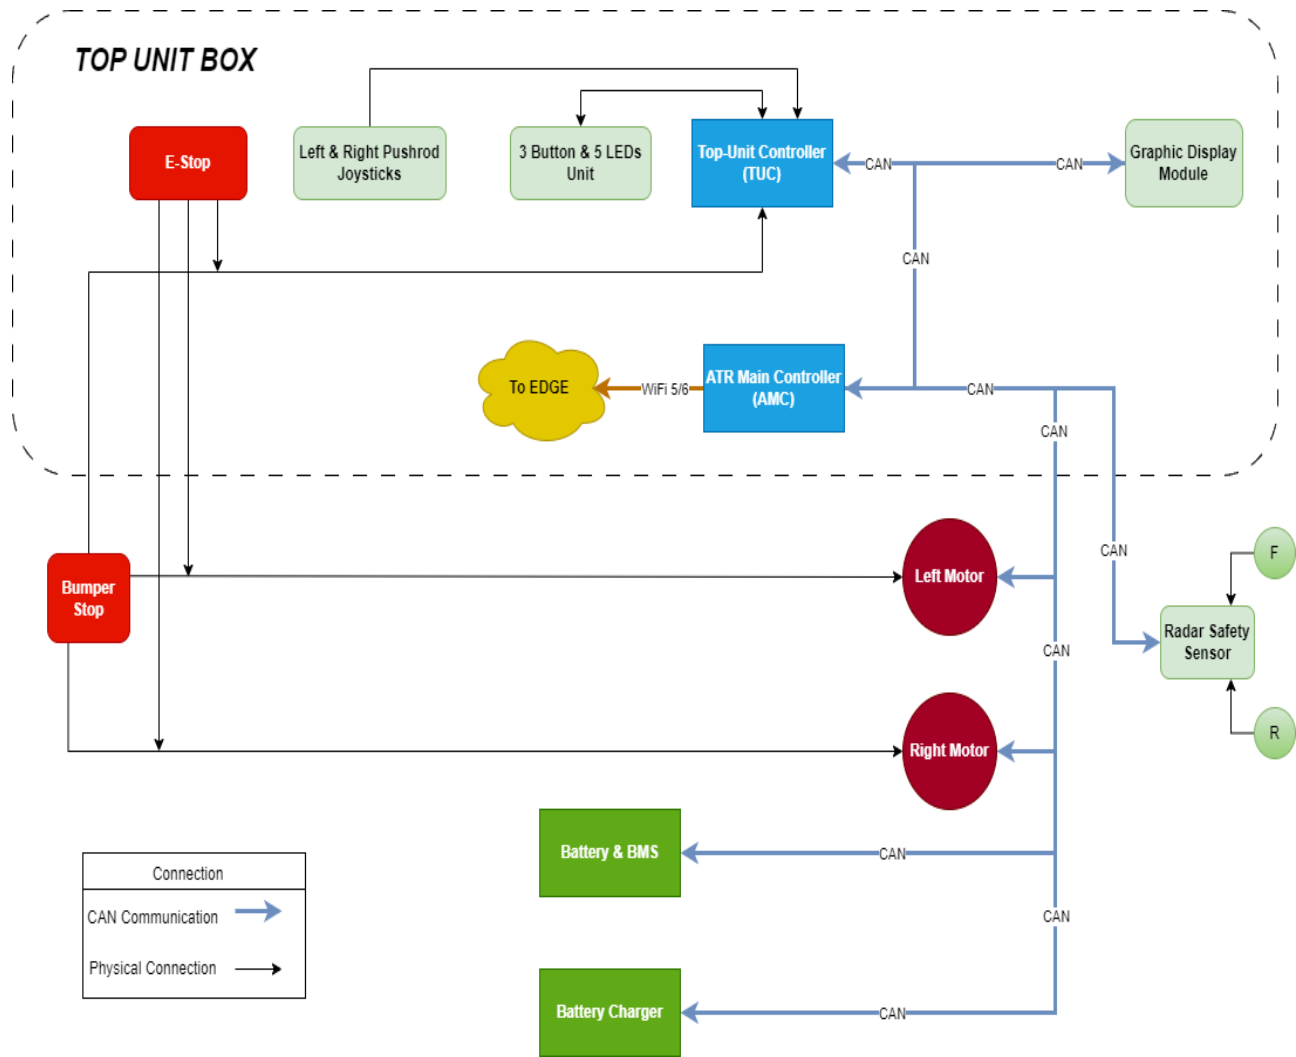 TOP UNIT BOX
E-Stop
Left & Right Pushrod
Joysticks
3 Button & 5 LEDs
Unit
Top-Unit Controller
(TUC)
CAN
CAN
Graphic Display
Module
CAN
To EDGE
WiFi 5/6
ATR Main Controller
(AMC)
CAN
CAN
Bumper
Stop
Left Motor
CAN
F
CAN
Radar Safety
Sensor
R
Right Motor
Battery & BMS
CAN
CAN
Battery Charger
CAN
Connection
CAN Communication
Physical Connection